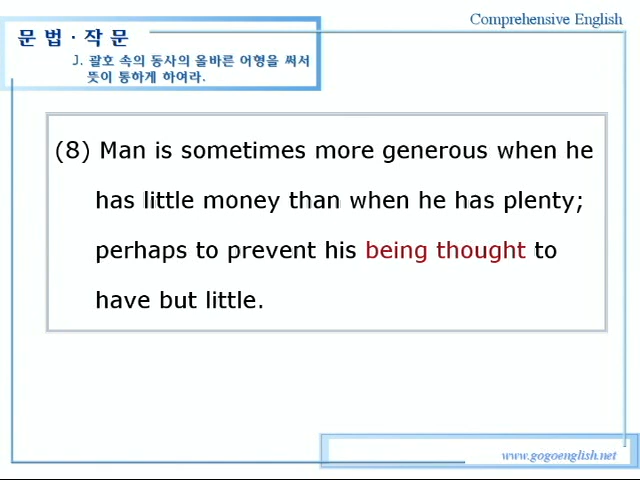 Comprehensive English
문 법 · 작 문
J. 괄호 속의 동사의 올바른 어형을 써서
뜻이 통하게 하여라.
(8) Man is sometimes more generous when he
has little money than when he has plenty;
perhaps to prevent his being thought to
have but little.
www.gogoenglish.net